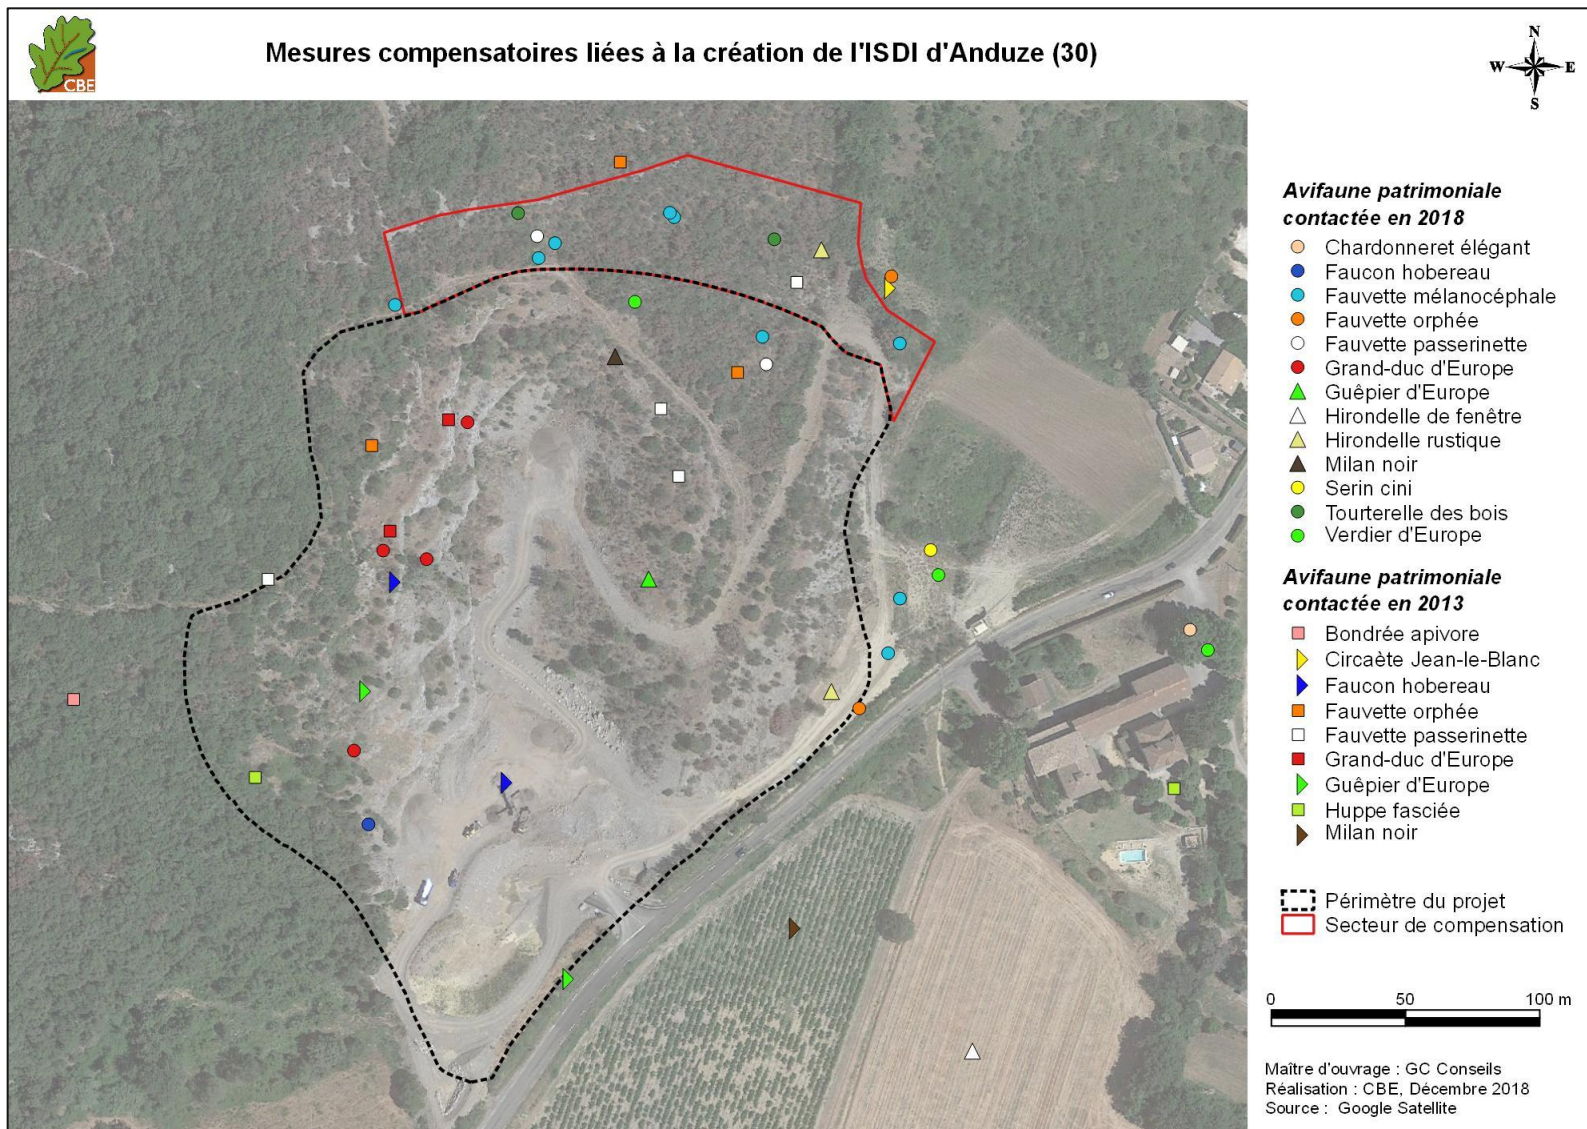 CBE
Mesures compensatoires liées à la création de l'ISDI d'Anduze (30)
N
W E
S
Avifaune patrimoniale
contactée en 2018
Chardonneret élégant
Faucon hobereau
Fauvette mélanocéphale
Fauvette orphée
Fauvette passerinette
Grand-duc d'Europe
Guêpier d'Europe
Hirondelle de fenêtre
Hirondelle rustique
Milan noir
Serin cini
Tourterelle des bois
Verdier d'Europe
Avifaune patrimoniale
contactée en 2013
Bondrée apivore
Circaète Jean-le-Blanc
Faucon hobereau
Fauvette orphée
Fauvette passerinette
Grand-duc d'Europe
Guêpier d'Europe
Huppe fasciée
Milan noir
Périmètre du projet
Secteur de compensation
0 50 100 m
Maître d'ouvrage : GC Conseils
Réalisation : CBE, Décembre 2018
Source : Google Satellite